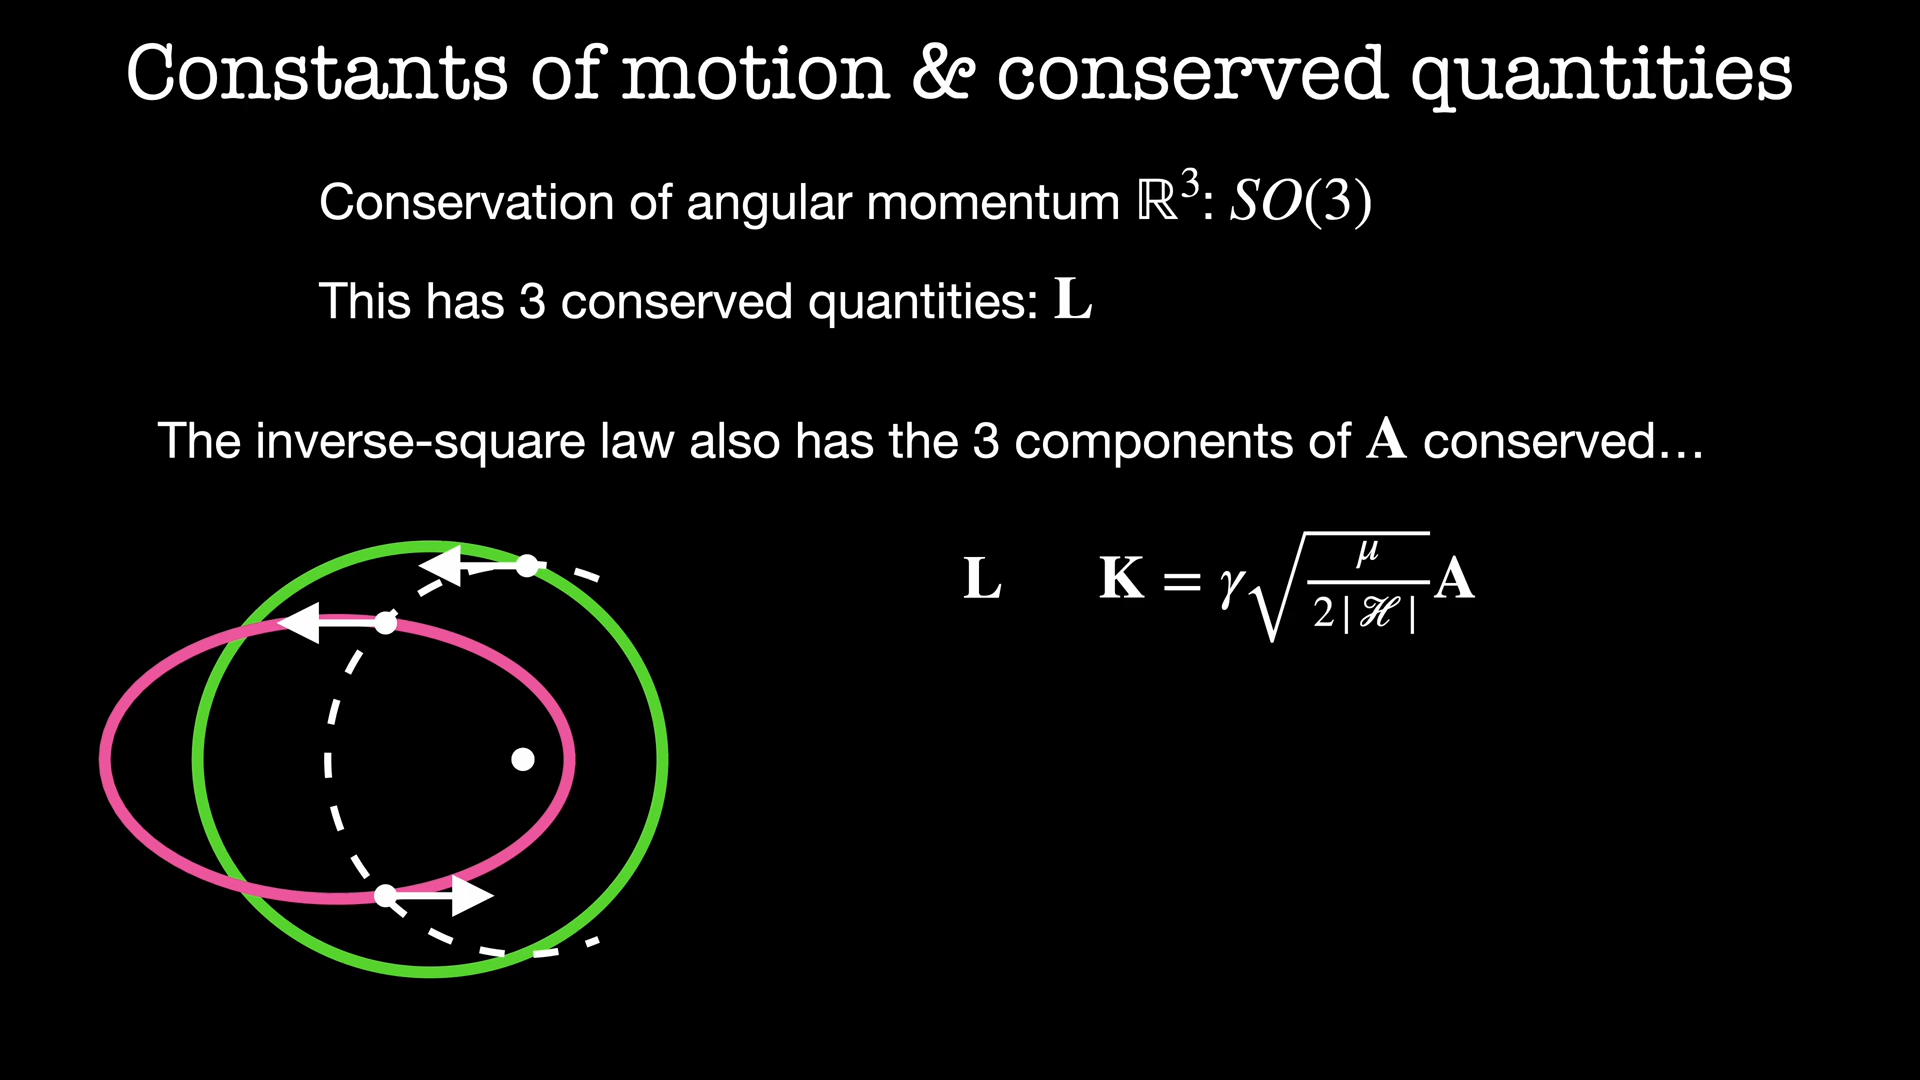 Constants of motion & conserved quantities
Conservation of angular momentum ℝ³: SO(3)
This has 3 conserved quantities: L
The inverse-square law also has the 3 components of A conserved…
L K = γ√(μ/2|ℋ|)A